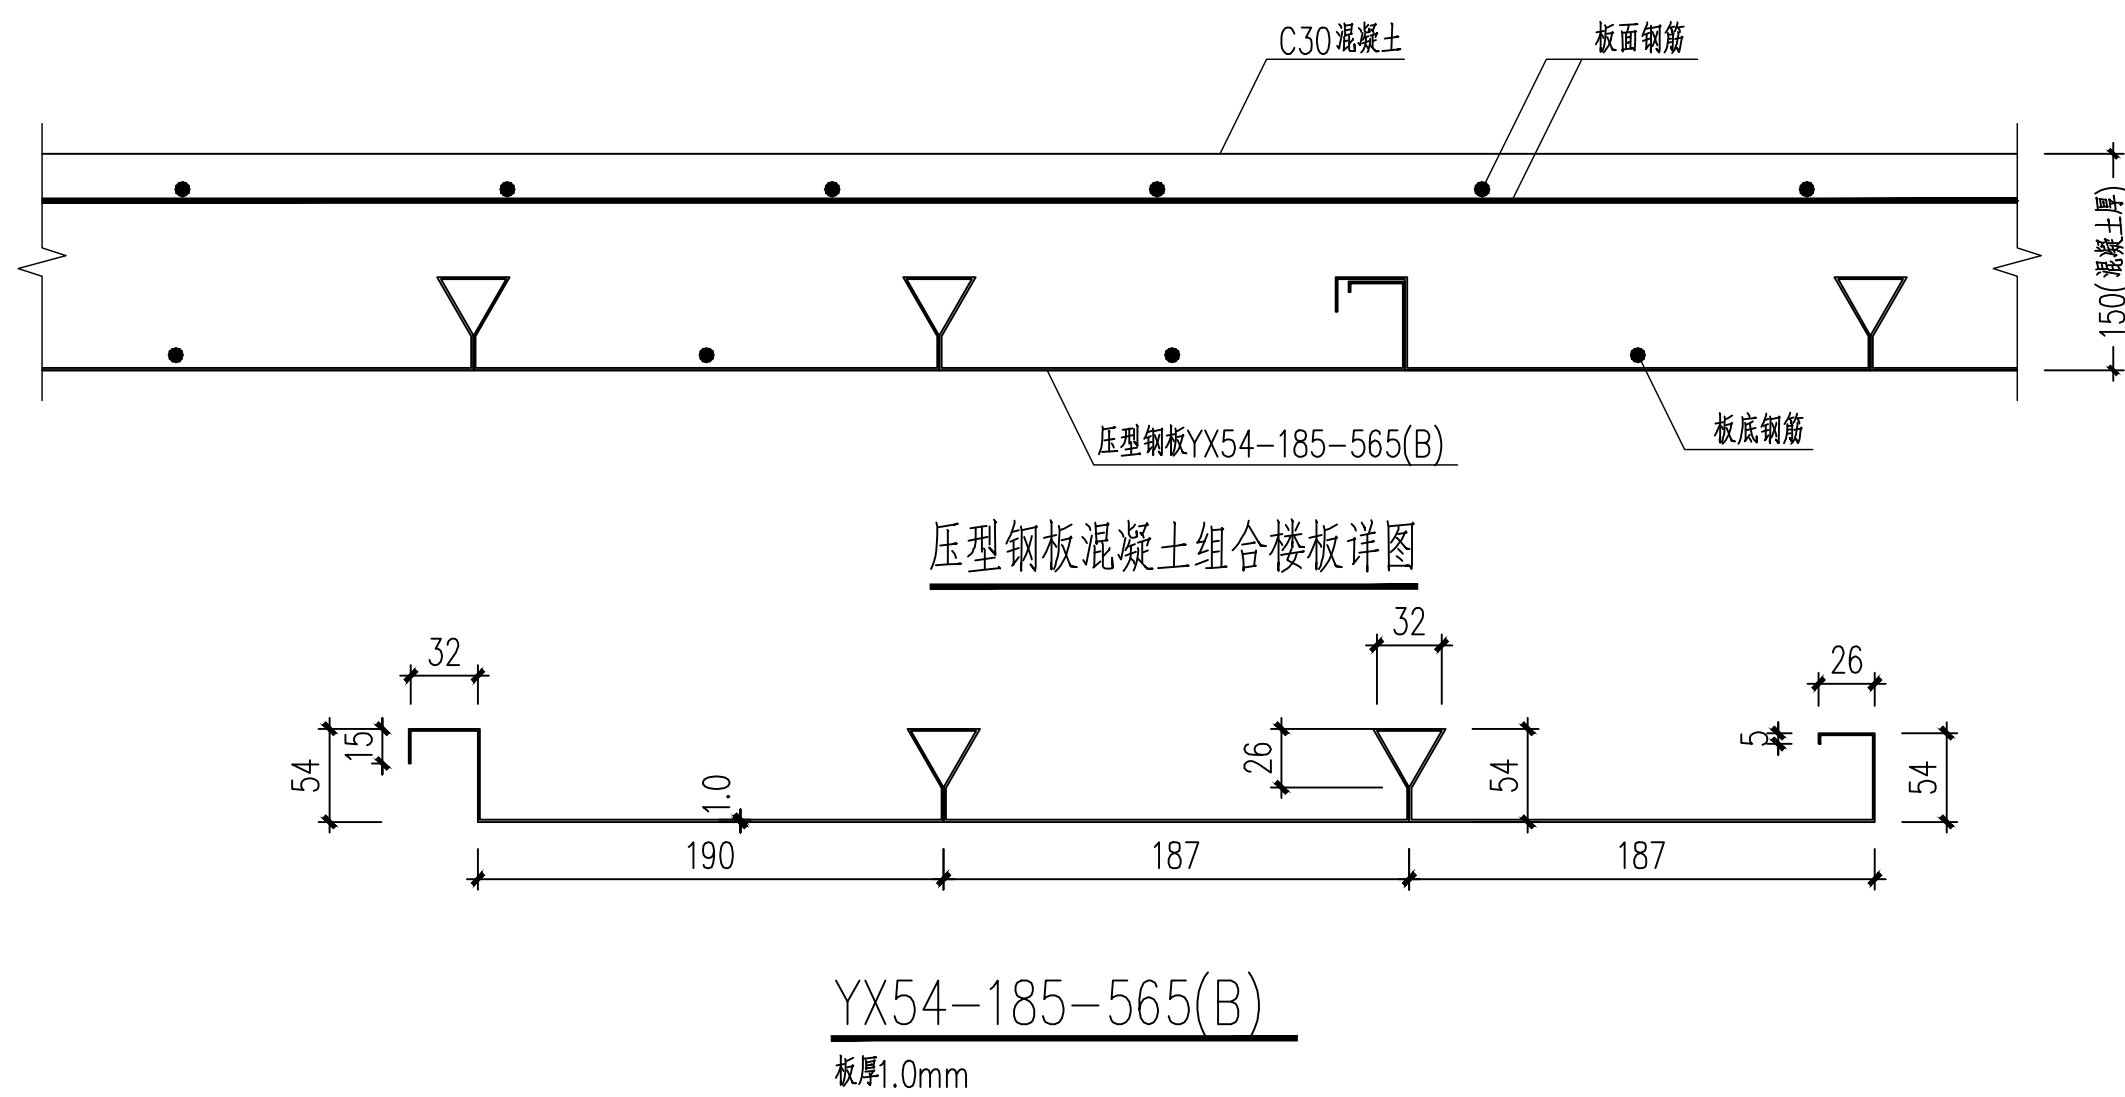 C30混凝土
板面钢筋
150(混凝土厚)
压型钢板YX54-185-565(B)
板底钢筋
压型钢板混凝土组合楼板详图
32
32
26
54
15
1.0
26
54
5
54
190
187
187
YX54-185-565(B)
板厚1.0mm